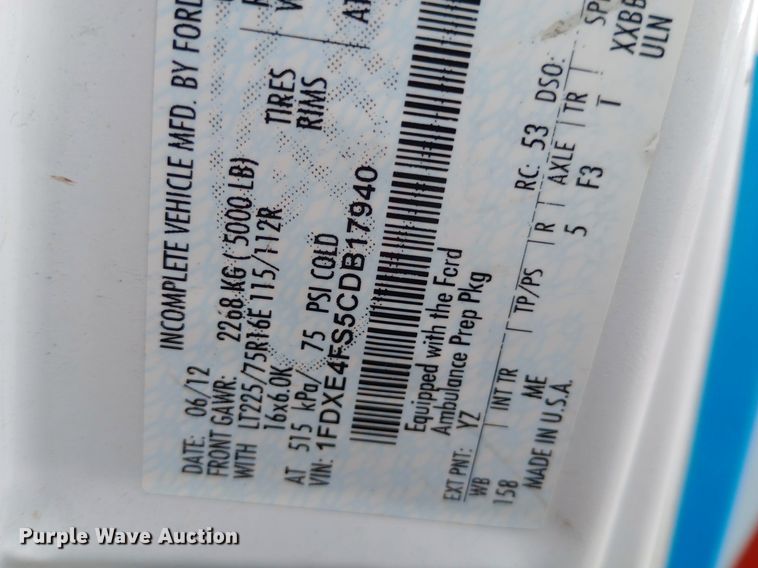 INCOMPLETE VEHICLE MFD. BY FORD
DATE: 06/12
FRONT GAWR: 2268 KG ( 5000 LB)
WITH LT225/75R16E 115/112R TIRES
16x6.0K RIMS
AT 515 kPa/ 75 PSI COLD
VIN: 1FDXE4FS5CDB17940
Equipped with the Ford
Ambulance Prep Pkg
EXT PNT: YZ RC: 53 DSO:
WB INT TR TP/PS R AXLE TR SPR
158 ME 5 F3 T XXBB
MADE IN U.S.A. ULN
Purple Wave Auction